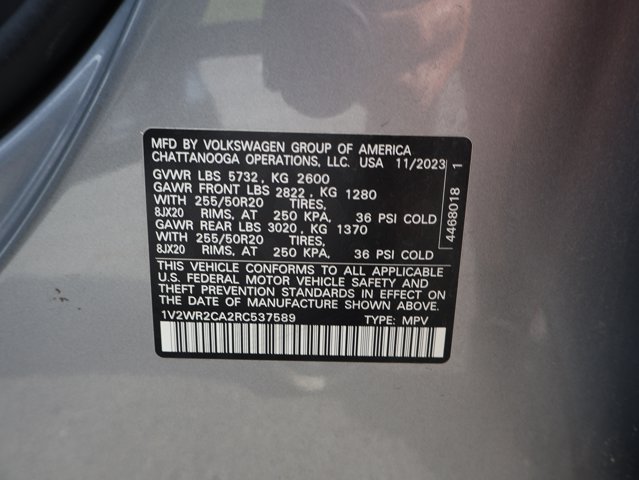 MFD BY VOLKSWAGEN GROUP OF AMERICA
CHATTANOOGA OPERATIONS, LLC. USA 11/2023
GVWR LBS 5732, KG 2600
GAWR FRONT LBS 2822, KG 1280
WITH 255/50R20 TIRES,
8JX20 RIMS, AT 250 KPA, 36 PSI COLD
GAWR REAR LBS 3020, KG 1370
WITH 255/50R20 TIRES,
8JX20 RIMS, AT 250 KPA, 36 PSI COLD
THIS VEHICLE CONFORMS TO ALL APPLICABLE
U.S. FEDERAL MOTOR VEHICLE SAFETY AND
THEFT PREVENTION STANDARDS IN EFFECT ON
THE DATE OF MANUFACTURE SHOWN ABOVE.
1V2WR2CA2RC537589 TYPE: MPV
4468018 1